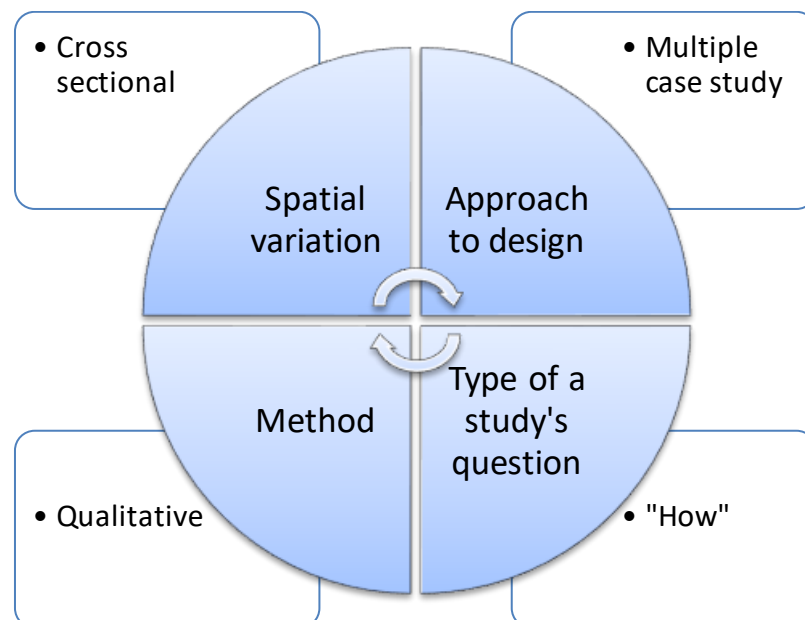 • Cross
sectional
• Multiple
case study
Spatial
variation
Approach
to design
Method
Type of a
study's
question
• Qualitative
• "How"